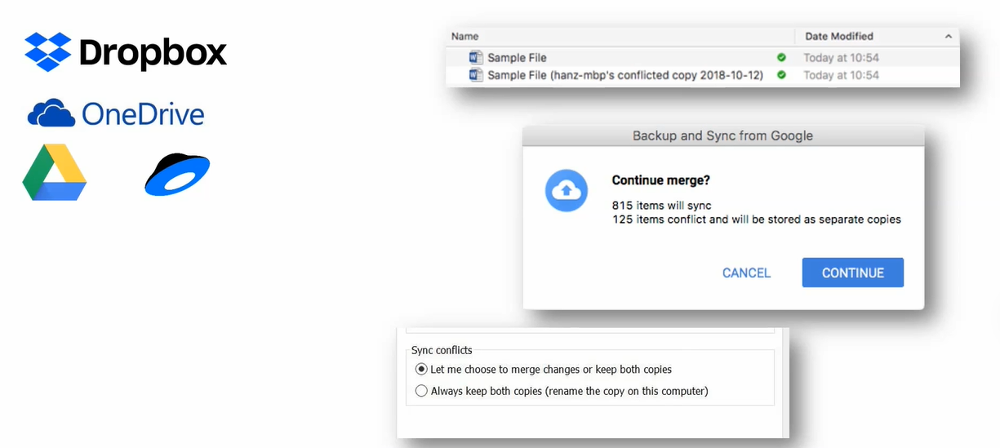 Dropbox
OneDrive
Name Date Modified
Sample File Today at 10:54
Sample File (hanz-mbp's conflicted copy 2018-10-12) Today at 10:54
Backup and Sync from Google
Continue merge?
815 items will sync
125 items conflict and will be stored as separate copies
CANCEL CONTINUE
Sync conflicts
Let me choose to merge changes or keep both copies
Always keep both copies (rename the copy on this computer)